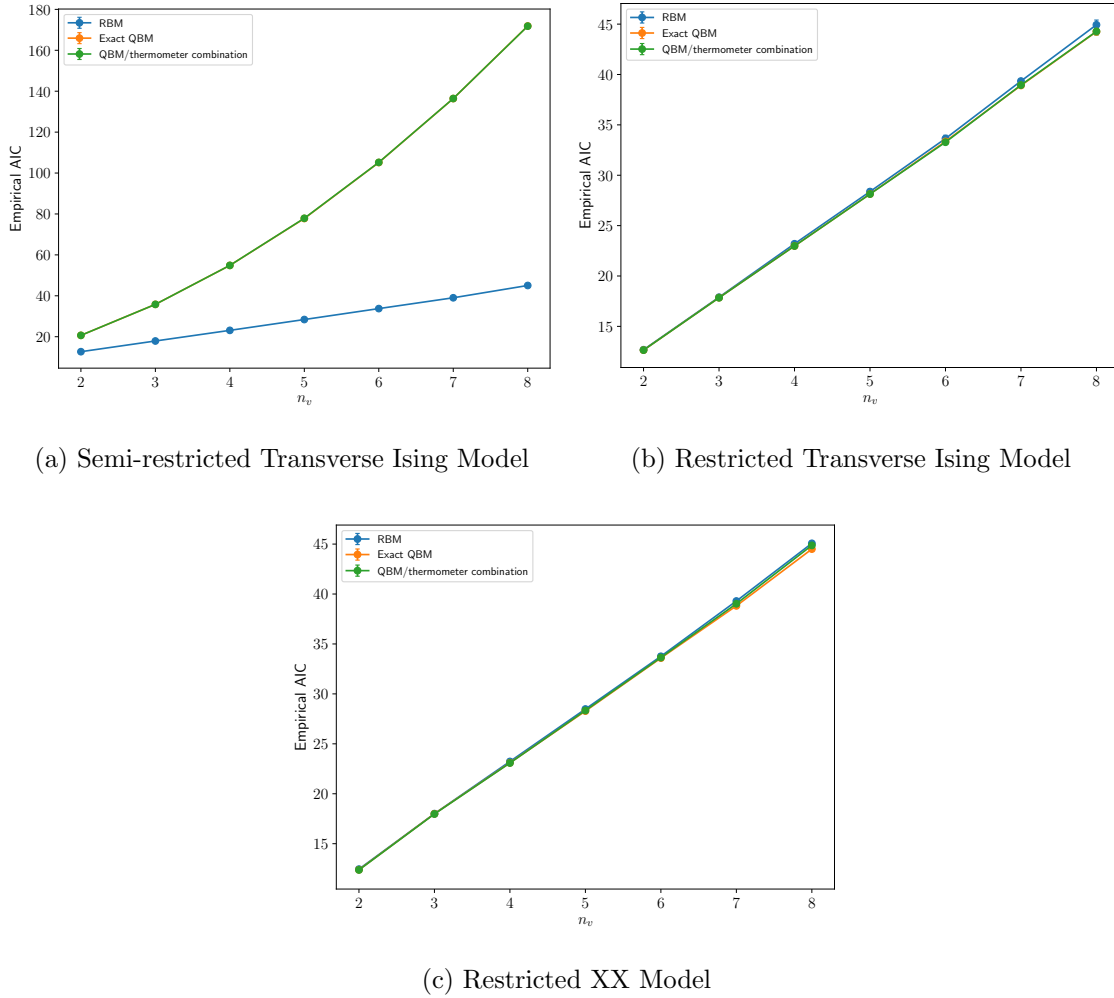 180
160
140
120
100
80
60
40
20
Empirical AIC
RBM
Exact QBM
QBM/thermometer combination
2 3 4 5 6 7 8
n_v
(a) Semi-restricted Transverse Ising Model
45
40
35
30
25
20
15
Empirical AIC
RBM
Exact QBM
QBM/thermometer combination
2 3 4 5 6 7 8
n_v
(b) Restricted Transverse Ising Model
45
40
35
30
25
20
15
Empirical AIC
RBM
Exact QBM
QBM/thermometer combination
2 3 4 5 6 7 8
n_v
(c) Restricted XX Model